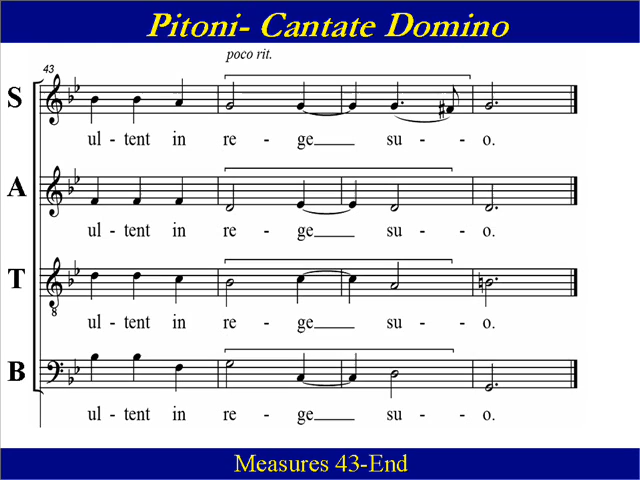 Pitoni- Cantate Domino
poco rit.
43
S
ul - tent in re - ge su - - o.
A
ul - tent in re - ge su - - o.
T
8
ul - tent in re - ge su - - o.
B
ul - tent in re - ge su - - o.
Measures 43-End